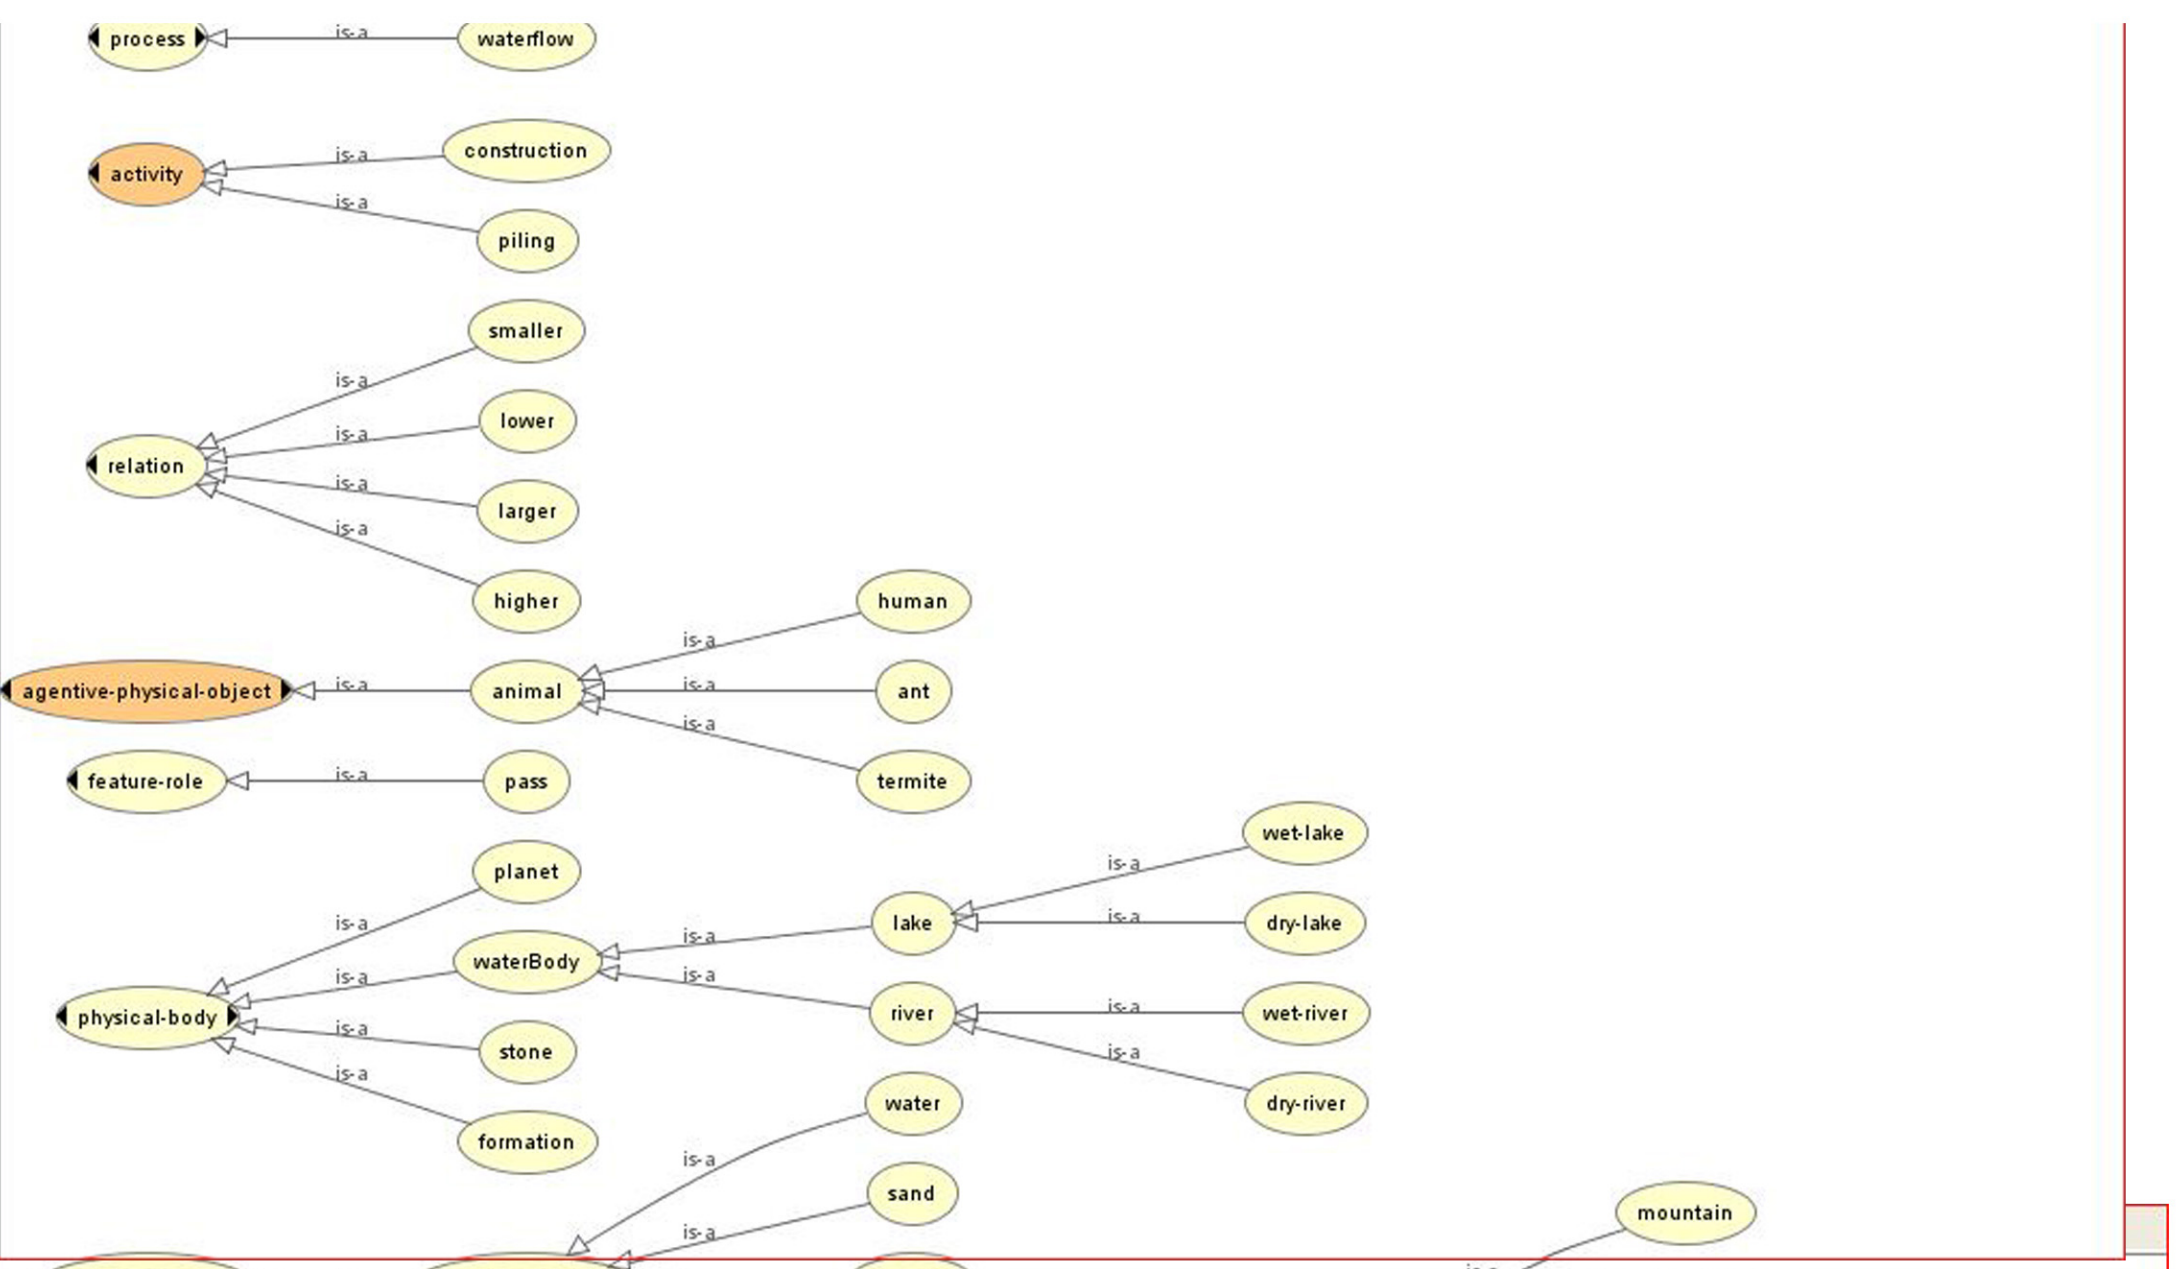 process
is-a
waterflow
activity
is-a
construction
is-a
piling
relation
is-a
smaller
is-a
lower
is-a
larger
is-a
higher
agentive-physical-object
is-a
animal
is-a
human
is-a
ant
is-a
termite
feature-role
is-a
pass
physical-body
is-a
planet
is-a
waterBody
is-a
stone
is-a
formation
is-a
lake
is-a
river
is-a
wet-lake
is-a
dry-lake
is-a
wet-river
is-a
dry-river
is-a
water
is-a
sand
is-a
mountain